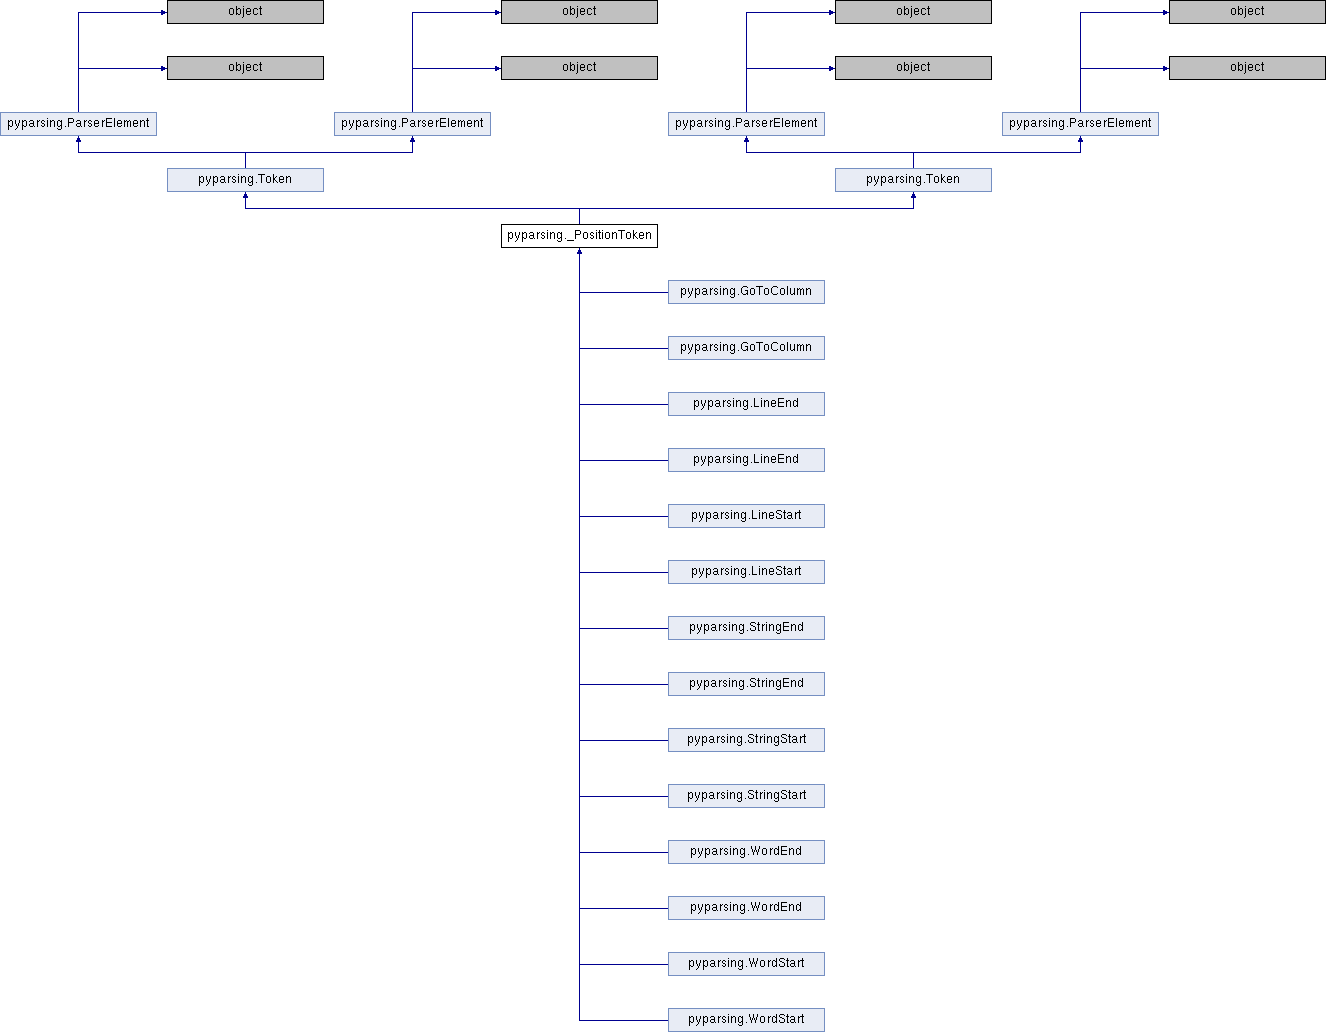 object object object object
object object object object
pyparsing.ParserElement pyparsing.ParserElement pyparsing.ParserElement pyparsing.ParserElement
pyparsing.Token pyparsing.Token
pyparsing._PositionToken
pyparsing.GoToColumn
pyparsing.GoToColumn
pyparsing.LineEnd
pyparsing.LineEnd
pyparsing.LineStart
pyparsing.LineStart
pyparsing.StringEnd
pyparsing.StringEnd
pyparsing.StringStart
pyparsing.StringStart
pyparsing.WordEnd
pyparsing.WordEnd
pyparsing.WordStart
pyparsing.WordStart